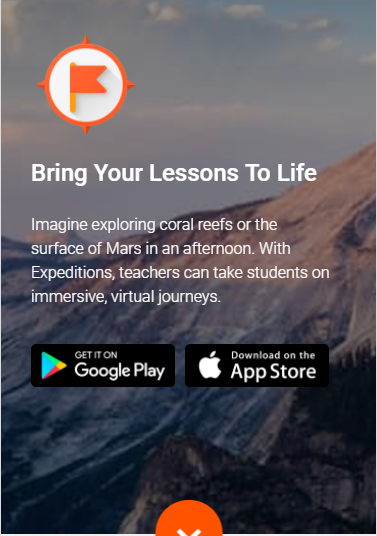 Bring Your Lessons To Life
Imagine exploring coral reefs or the
surface of Mars in an afternoon. With
Expeditions, teachers can take students on
immersive, virtual journeys.
GET IT ON
Google Play
Download on the
App Store